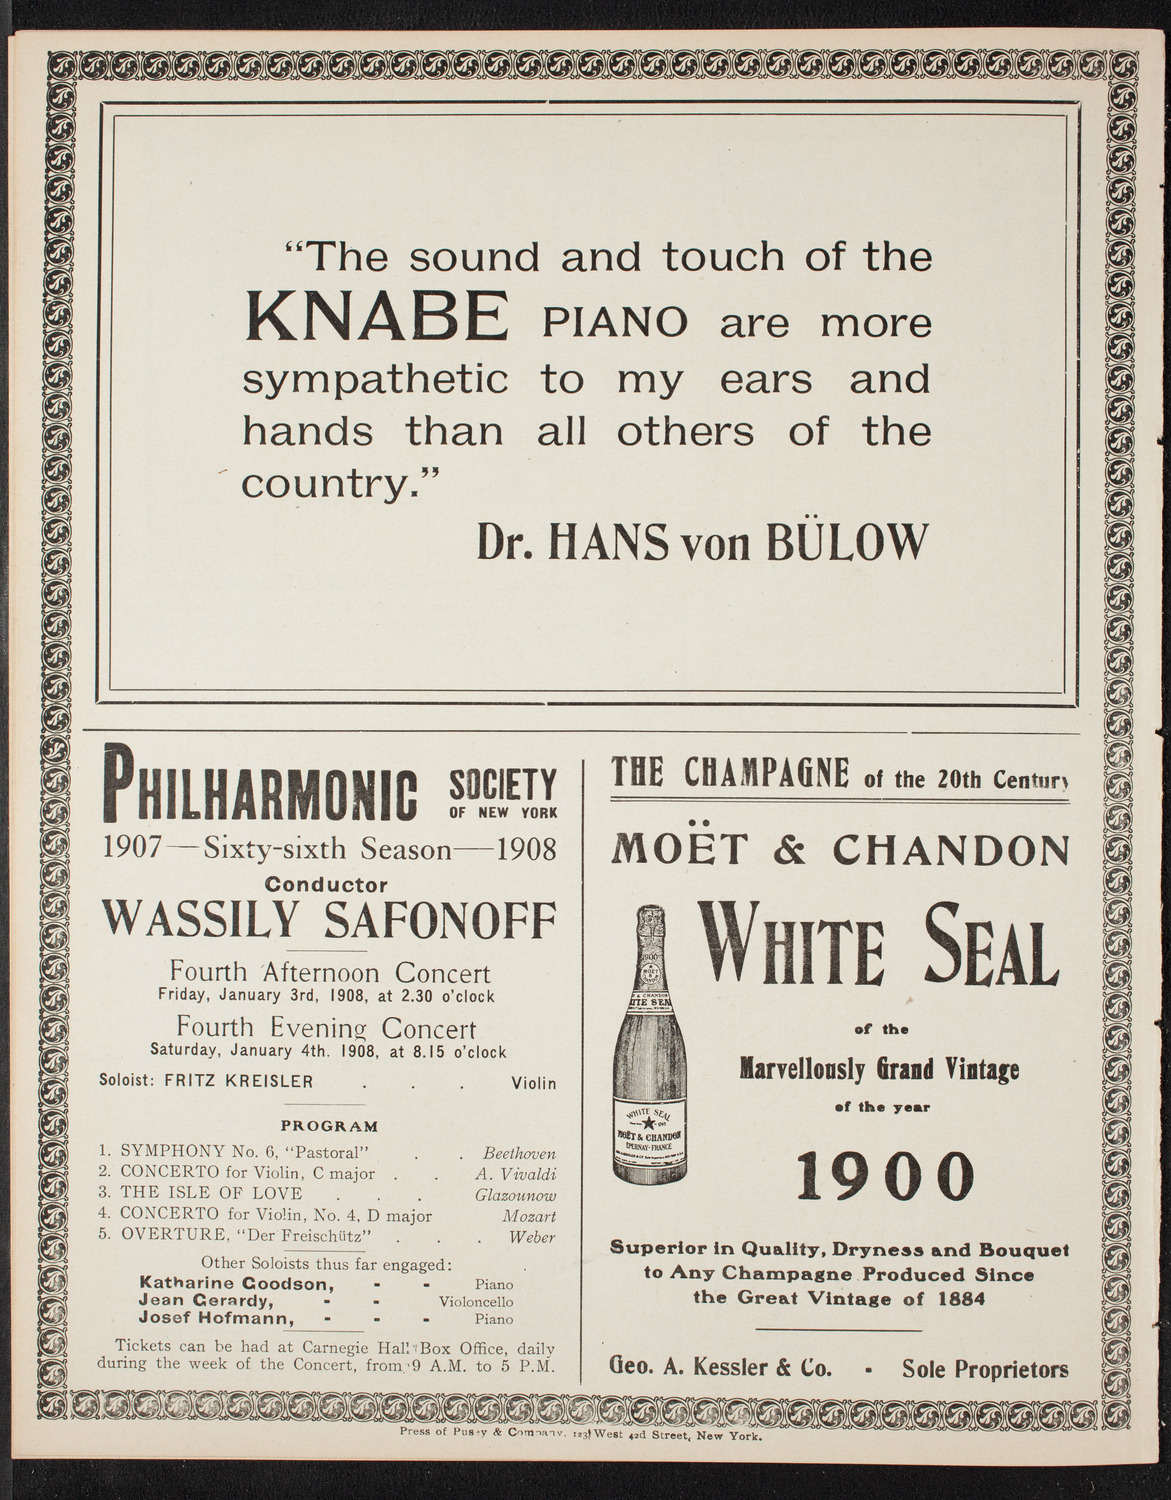 “The sound and touch of the
KNABE PIANO are more
sympathetic to my ears and
hands than all others of the
country.”
Dr. HANS von BÜLOW
PHILHARMONIC SOCIETY OF NEW YORK
1907—Sixty-sixth Season—1908
Conductor
WASSILY SAFONOFF
Fourth Afternoon Concert
Friday, January 3rd, 1908, at 2.30 o'clock
Fourth Evening Concert
Saturday, January 4th. 1908, at 8.15 o'clock
Soloist: FRITZ KREISLER . . . Violin
PROGRAM
1. SYMPHONY No. 6, “Pastoral” . . Beethoven
2. CONCERTO for Violin, C major . . A. Vivaldi
3. THE ISLE OF LOVE . . . Glazounow
4. CONCERTO for Violin, No. 4, D major Mozart
5. OVERTURE, “Der Freischütz” . . . Weber
Other Soloists thus far engaged:
Katharine Goodson, - - Piano
Jean Gerardy, - - Violoncello
Josef Hofmann, - - - Piano
Tickets can be had at Carnegie Hall Box Office, daily
during the week of the Concert, from 9 A.M. to 5 P.M.
THE CHAMPAGNE of the 20th Century
MOËT & CHANDON
WHITE SEAL
1900
MOËT
& CHANDON
WHITE SEAL
★
MOËT & CHANDON
EPERNAY-FRANCE
of the
Marvellously Grand Vintage
of the year
1900
Superior in Quality, Dryness and Bouquet
to Any Champagne Produced Since
the Great Vintage of 1884
Geo. A. Kessler & Co. - Sole Proprietors
Press of Pusey & Company, 123 West 42d Street, New York.